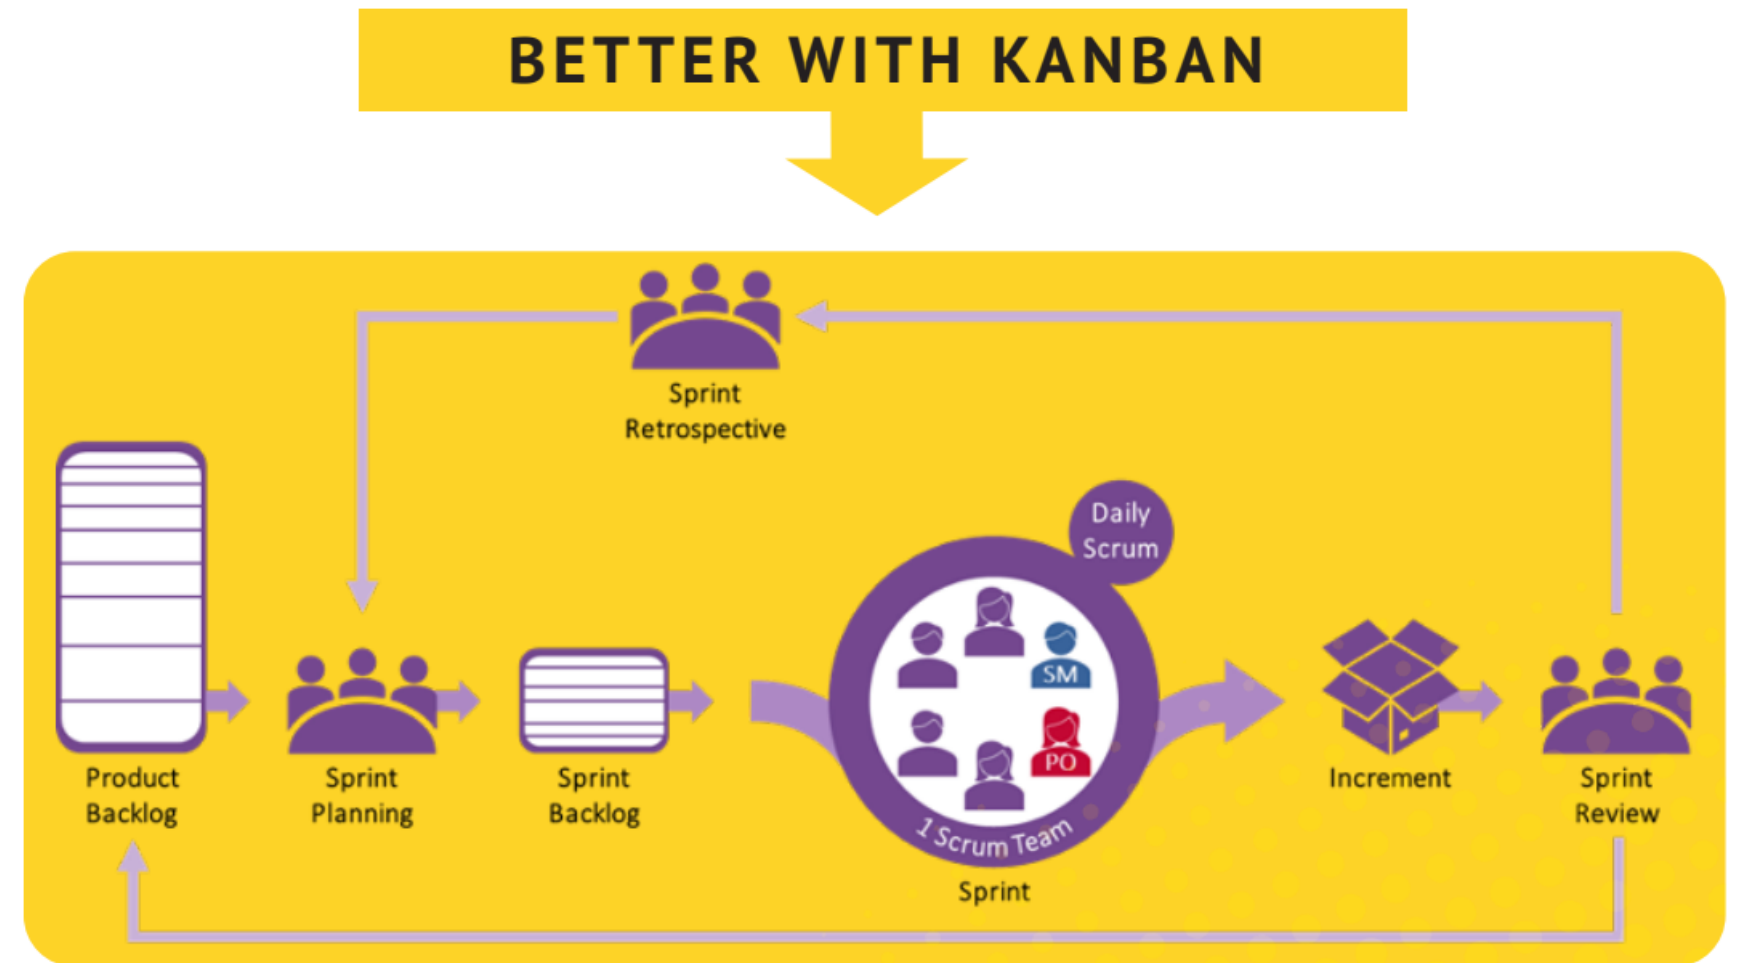 BETTER WITH KANBAN
Sprint
Retrospective
Daily
Scrum
SM
PO
1 Scrum Team
Product
Backlog
Sprint
Planning
Sprint
Backlog
Sprint
Increment
Sprint
Review